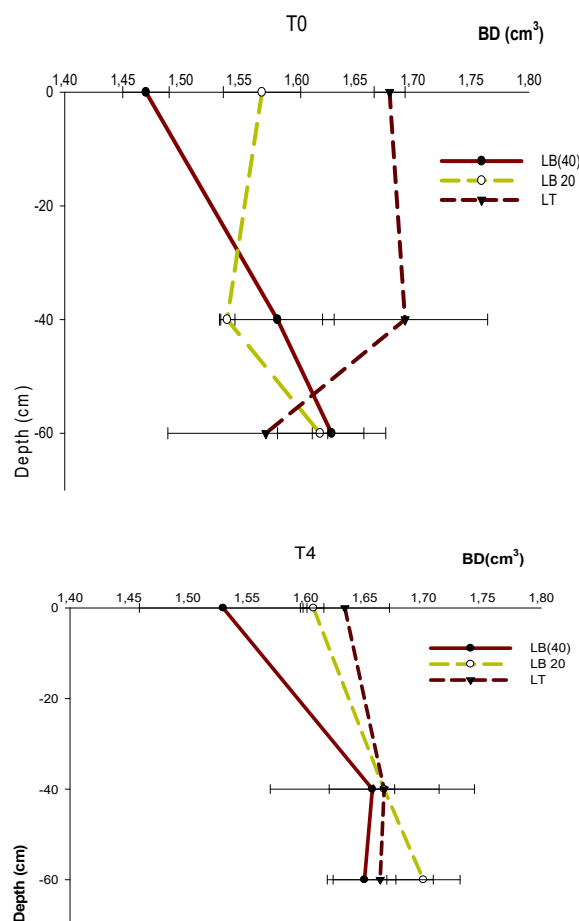 T0
BD (cm³)
1,40 1,45 1,50 1,55 1,60 1,65 1,70 1,75 1,80
0
-20
-40
-60
Depth (cm)
LB(40)
LB 20
LT
T4
BD(cm³)
1,40 1,45 1,50 1,55 1,60 1,65 1,70 1,75 1,80
0
-20
-40
-60
Depth (cm)
LB(40)
LB 20
LT